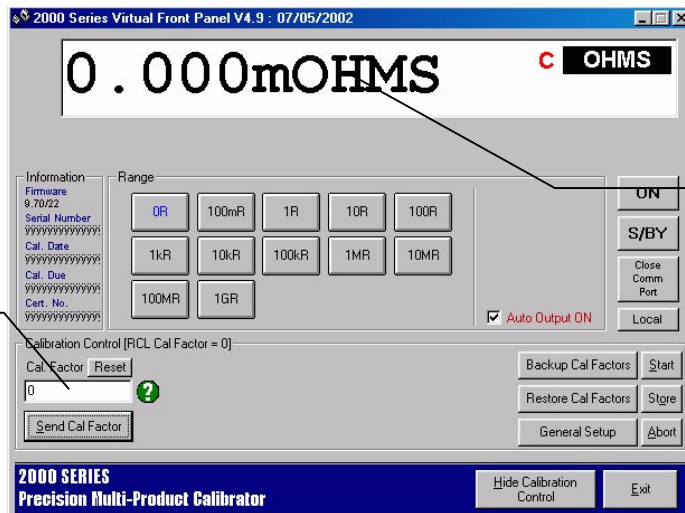 2000 Series Virtual Front Panel V4.9 : 07/05/2002
0.000mOHMS
C OHMS
Information
Firmware
9.70/22
Serial Number
ÿÿÿÿÿÿÿÿÿÿÿÿ
Cal. Date
ÿÿÿÿÿÿÿÿÿÿÿÿ
Cal. Due
ÿÿÿÿÿÿÿÿÿÿÿÿ
Cert. No.
ÿÿÿÿÿÿÿÿÿÿÿÿ
Range
0R 100mR 1R 10R 100R
1kR 10kR 100kR 1MR 10MR
100MR 1GR
Auto Output ON
ON
S/BY
Close
Comm
Port
Local
Calibration Control [RCL Cal Factor = 0]
Cal. Factor Reset
0
?
Send Cal Factor
Backup Cal Factors Start
Restore Cal Factors Store
General Setup Abort
2000 SERIES
Precision Multi-Product Calibrator
Hide Calibration
Control
Exit